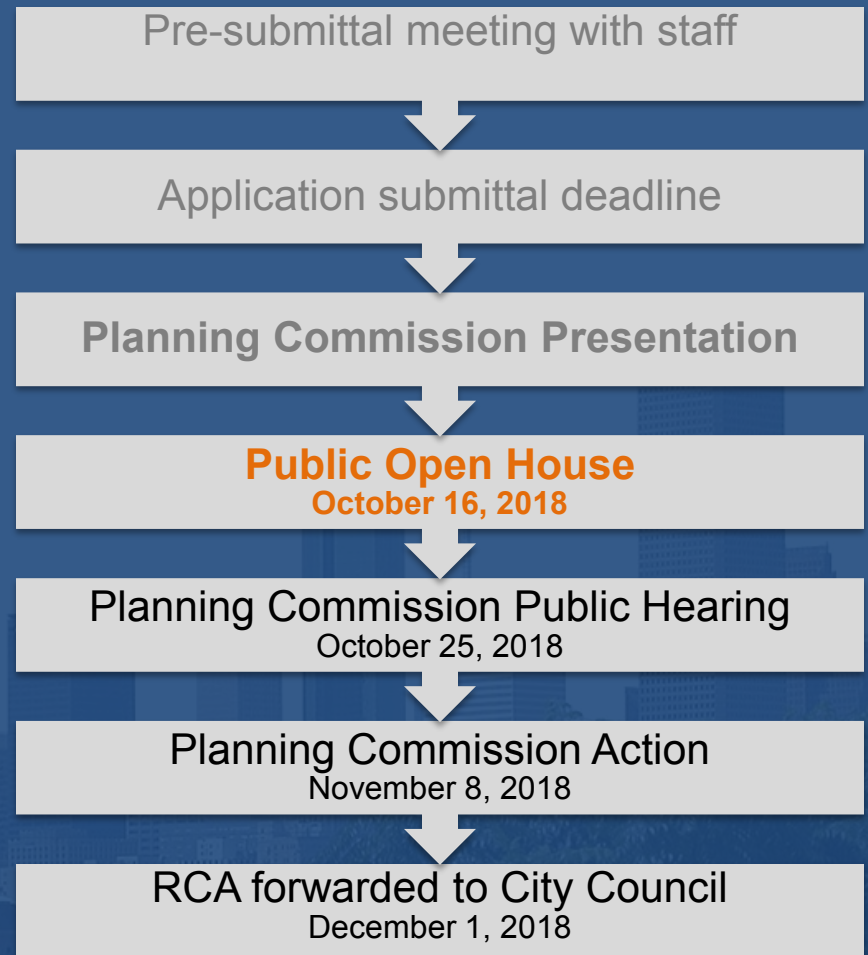 Pre-submittal meeting with staff
Application submittal deadline
Planning Commission Presentation
Public Open House
October 16, 2018
Planning Commission Public Hearing
October 25, 2018
Planning Commission Action
November 8, 2018
RCA forwarded to City Council
December 1, 2018